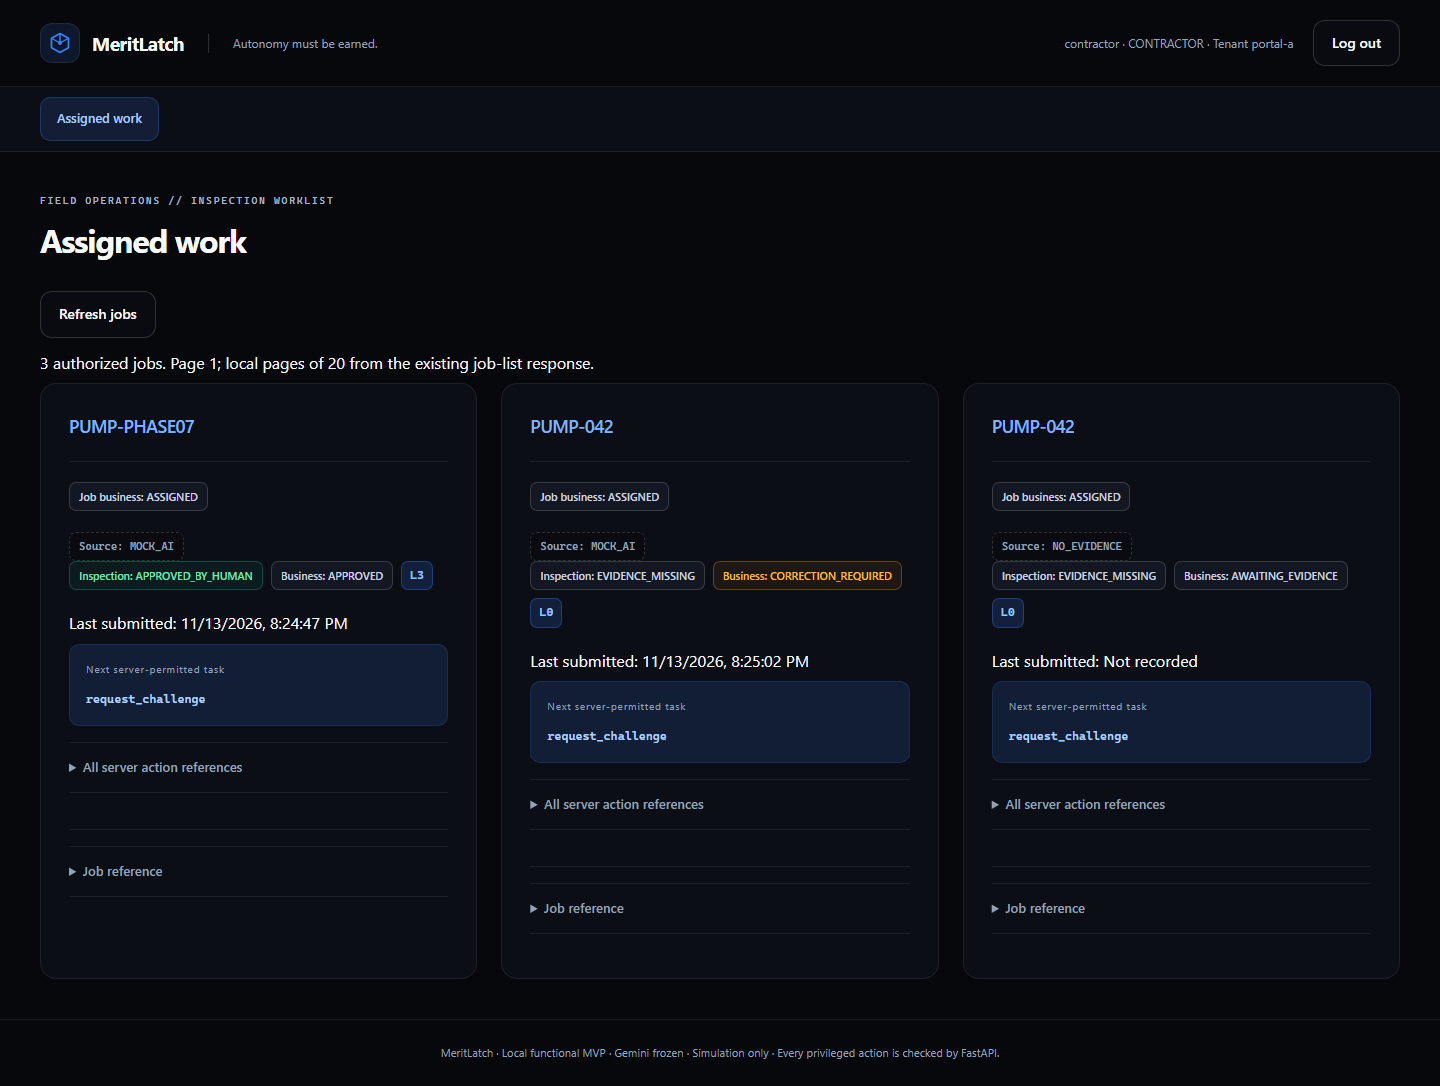 MeritLatch
Autonomy must be earned.
contractor · CONTRACTOR · Tenant portal-a
Log out
Assigned work
FIELD OPERATIONS // INSPECTION WORKLIST
Assigned work
Refresh jobs
3 authorized jobs. Page 1; local pages of 20 from the existing job-list response.
PUMP-PHASE07
Job business: ASSIGNED
Source: MOCK_AI
Inspection: APPROVED_BY_HUMAN
Business: APPROVED
L3
Last submitted: 11/13/2026, 8:24:47 PM
Next server-permitted task
request_challenge
All server action references
Job reference
PUMP-042
Job business: ASSIGNED
Source: MOCK_AI
Inspection: EVIDENCE_MISSING
Business: CORRECTION_REQUIRED
L0
Last submitted: 11/13/2026, 8:25:02 PM
Next server-permitted task
request_challenge
All server action references
Job reference
PUMP-042
Job business: ASSIGNED
Source: NO_EVIDENCE
Inspection: EVIDENCE_MISSING
Business: AWAITING_EVIDENCE
L0
Last submitted: Not recorded
Next server-permitted task
request_challenge
All server action references
Job reference
MeritLatch · Local functional MVP · Gemini frozen · Simulation only · Every privileged action is checked by FastAPI.